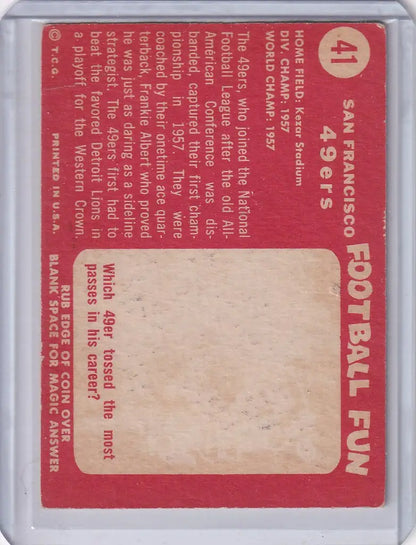 41
SAN FRANCISCO
49ers
HOME FIELD: Kezar Stadium
DIV. CHAMP: 1957
WORLD CHAMP: 1957
The 49ers, who joined the National
Football League after the old All-
American Conference was dis-
banded, captured their first cham-
pionship in 1957. They were
coached by their onetime ace quar-
terback, Frankie Albert who proved
he was just as daring as a sideline
strategist. The 49ers first had to
beat the favored Detroit Lions in
a playoff for the Western Crown.
© T.C.G. PRINTED IN U.S.A.
FOOTBALL FUN
Which 49er tossed the most
passes in his career?
RUB EDGE OF COIN OVER
BLANK SPACE FOR MAGIC ANSWER